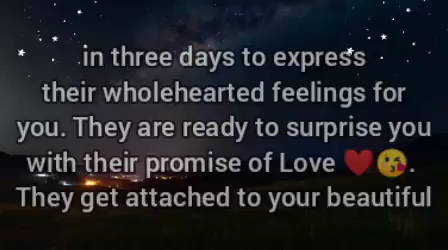 in three days to express
their wholehearted feelings for
you. They are ready to surprise you
with their promise of Love ❤️😘.
They get attached to your beautiful